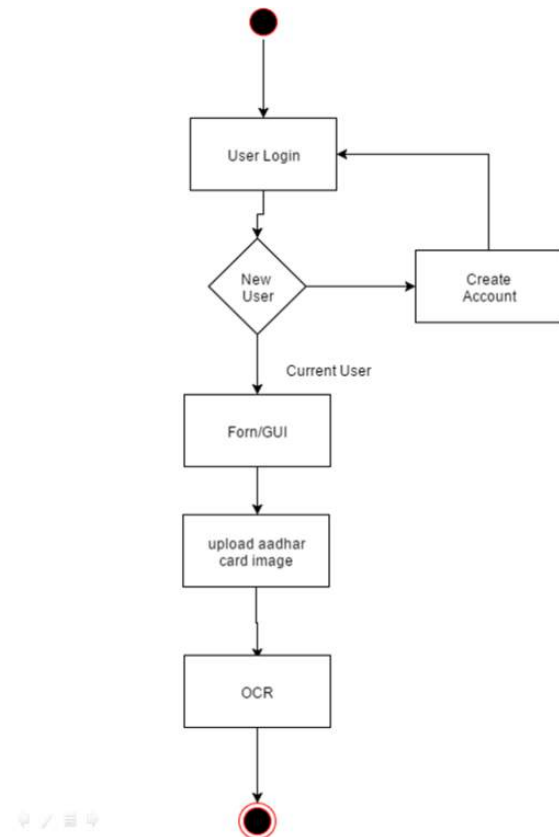 User Login
New
User
Create
Account
Current User
Forn/GUI
upload aadhar
card image
OCR